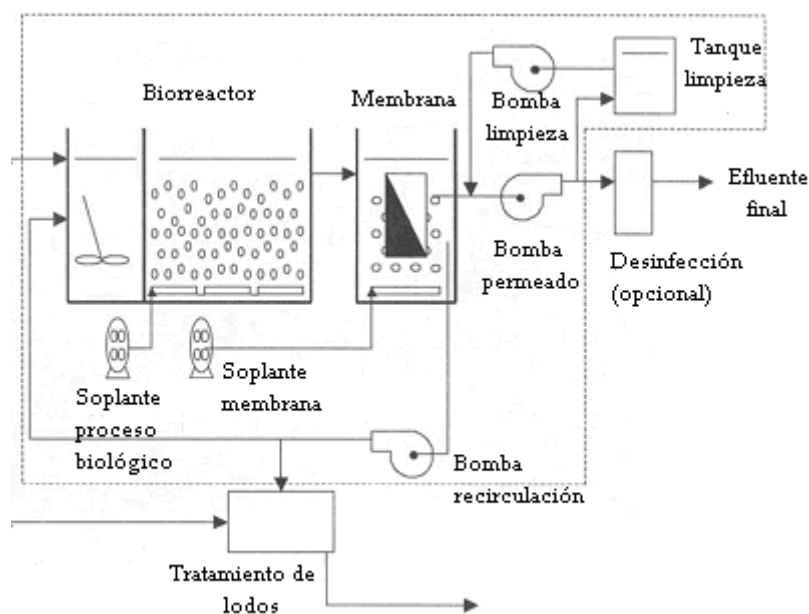 Tanque
limpieza
Biorreactor
Membrana
Bomba
limpieza
Efluente
final
Bomba
permeado
Desinfección
(opcional)
Soplante
membrana
Soplante
proceso
biológico
Bomba
recirculación
Tratamiento de
lodos